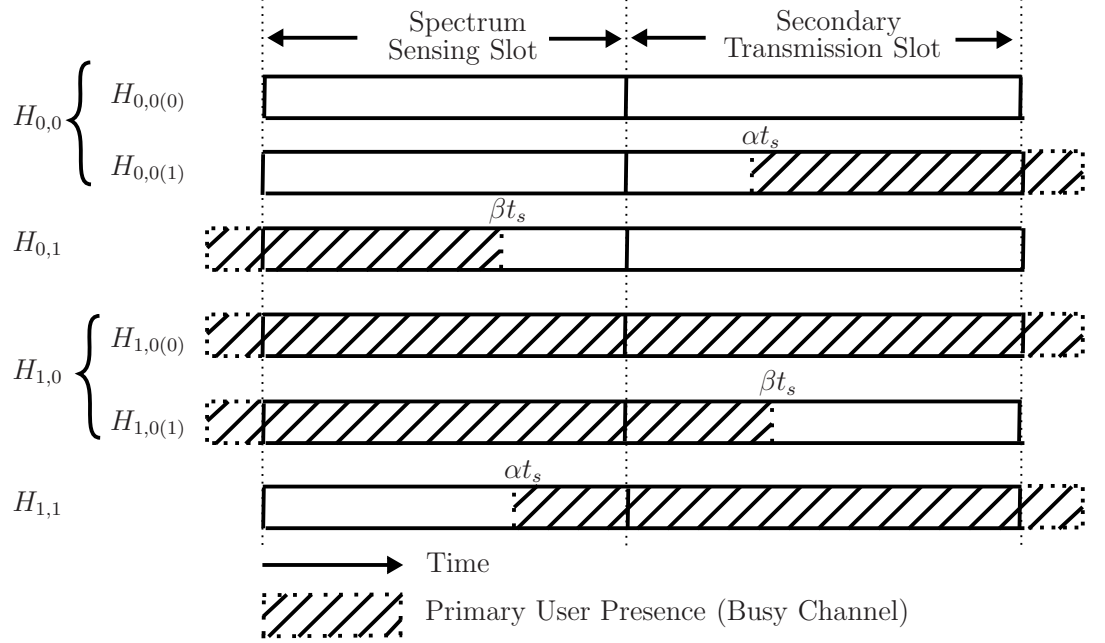 Spectrum
Sensing Slot
Secondary
Transmission Slot
H_{0,0}
H_{0,0(0)}
H_{0,0(1)}
αt_s
H_{0,1}
βt_s
H_{1,0}
H_{1,0(0)}
H_{1,0(1)}
βt_s
H_{1,1}
αt_s
Time
Primary User Presence (Busy Channel)